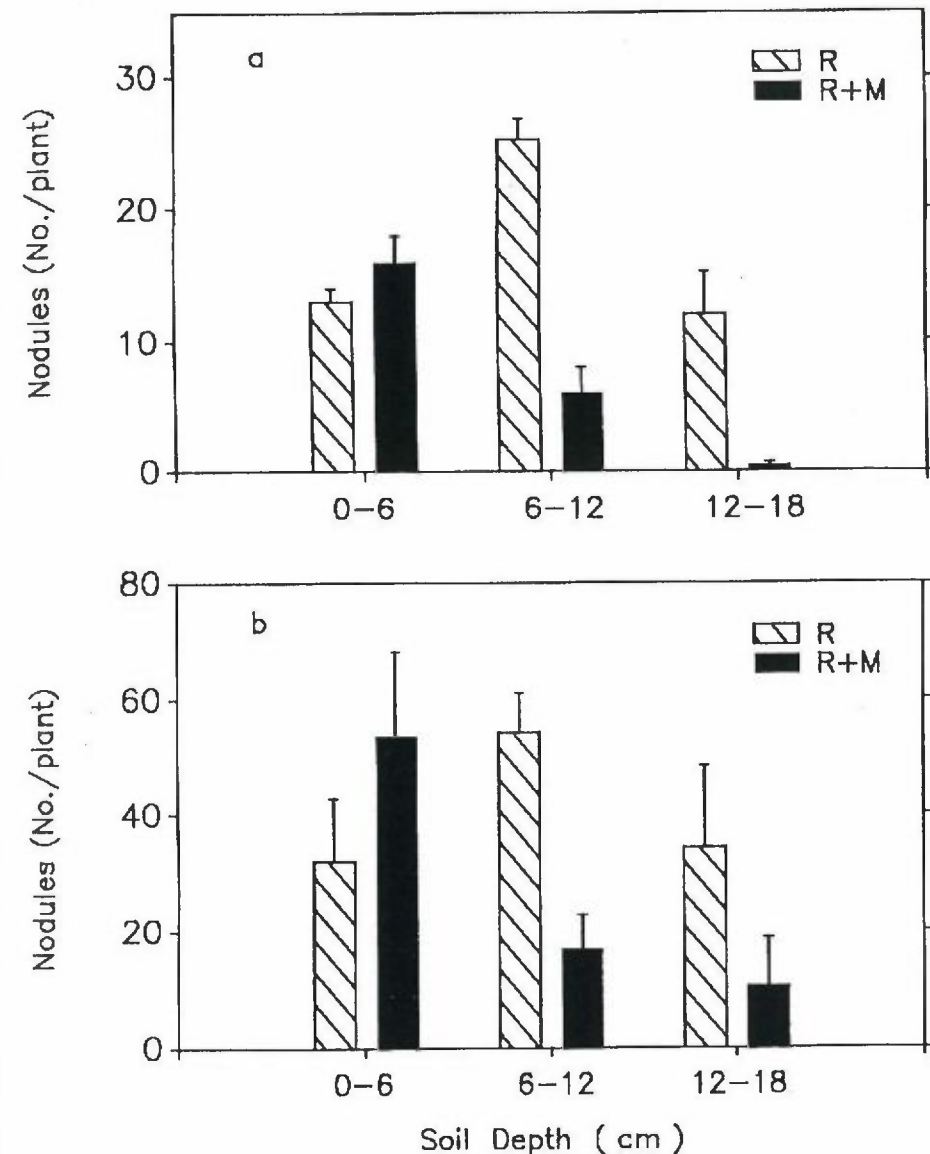 a
R
R+M
30
20
10
0
Nodules (No./plant)
0-6
6-12
12-18
b
R
R+M
80
60
40
20
0
Nodules (No./plant)
0-6
6-12
12-18
Soil Depth (cm)